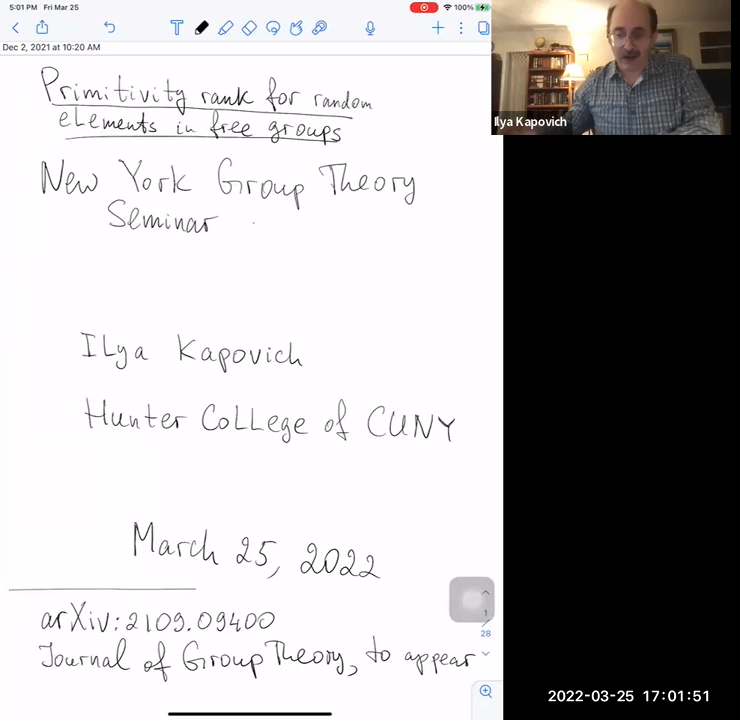 5:01 PM Fri Mar 25
100%
Dec 2, 2021 at 10:20 AM
Primitivity rank for random
elements in free groups
New York Group Theory
Seminar
Ilya Kapovich
Hunter College of CUNY
March 25, 2022
arXiv:2109.09400
Journal of Group Theory, to appear
1
28
Ilya Kapovich
2022-03-25 17:01:51